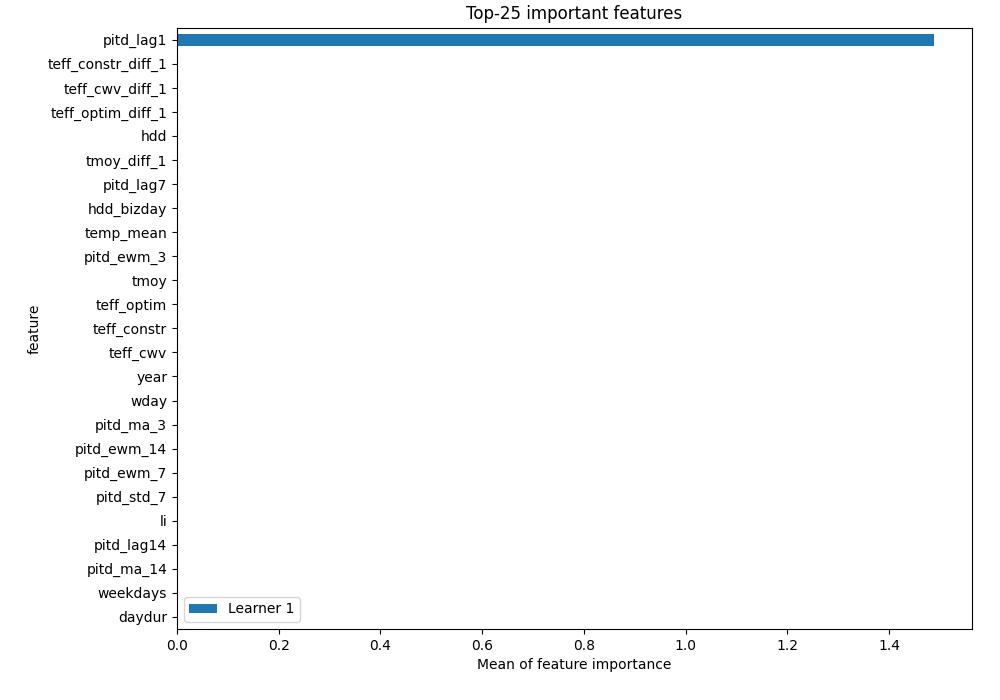 Top-25 important features
pitd_lag1
teff_constr_diff_1
teff_cwv_diff_1
teff_optim_diff_1
hdd
tmoy_diff_1
pitd_lag7
hdd_bizday
temp_mean
pitd_ewm_3
tmoy
teff_optim
teff_constr
teff_cwv
year
wday
pitd_ma_3
pitd_ewm_14
pitd_ewm_7
pitd_std_7
li
pitd_lag14
pitd_ma_14
weekdays
daydur
feature
Learner 1
0.0 0.2 0.4 0.6 0.8 1.0 1.2 1.4
Mean of feature importance